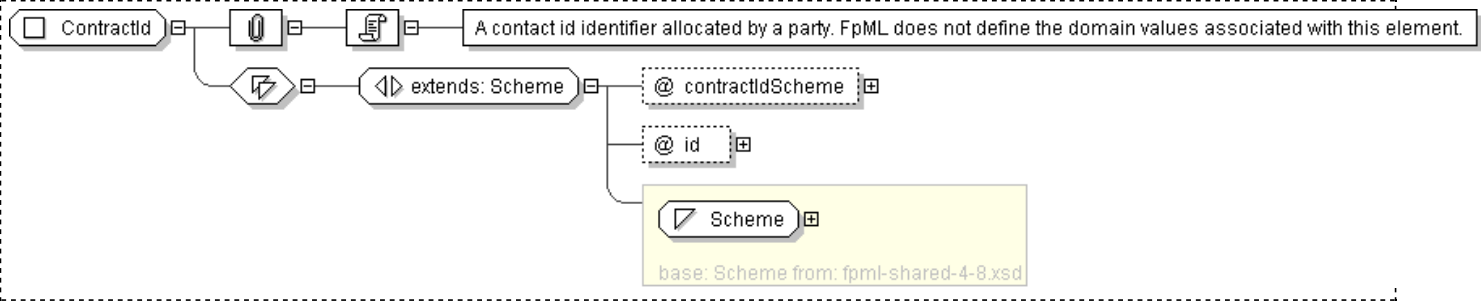 ContractId
A contact id identifier allocated by a party. FpML does not define the domain values associated with this element.
extends: Scheme
@ contractIdScheme
@ id
Scheme
base: Scheme from: fpml-shared-4-8.xsd